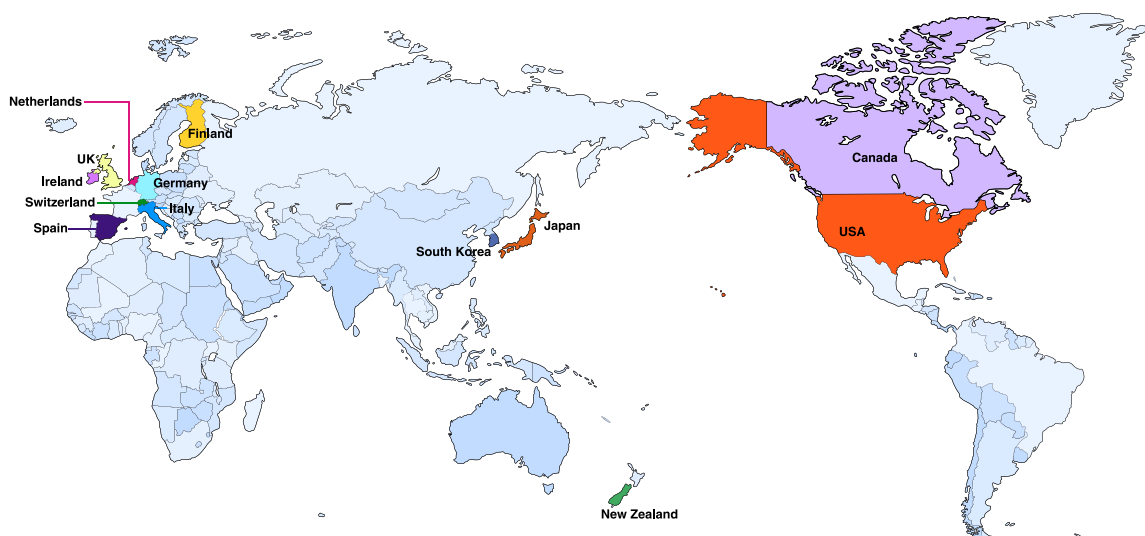 Netherlands
Finland
UK
Canada
Ireland
Germany
Switzerland
Italy
Spain
Japan
USA
South Korea
New Zealand